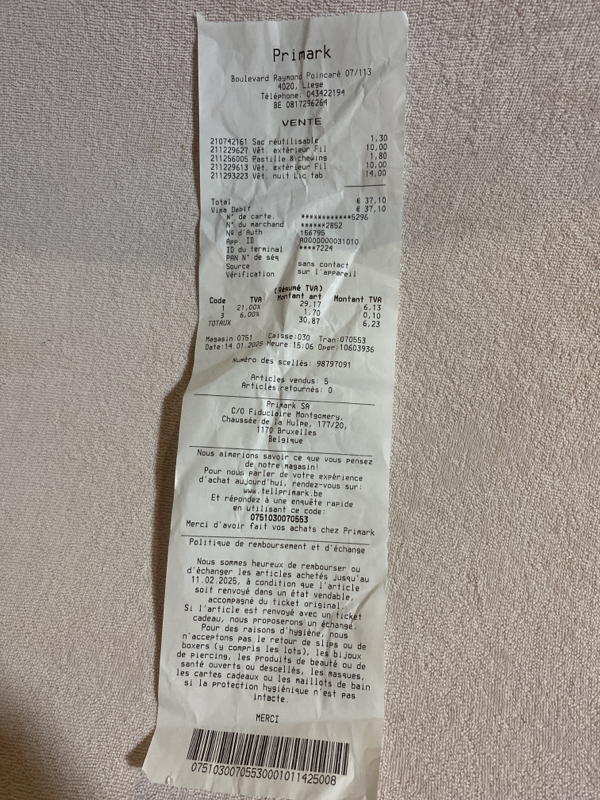 Primark
Boulevard Raymond Poincaré 07/113
4020, Liege
Téléphone. 043422194
BE 0817296264
VENTE
210742161 Sac réutilisable 1,30
211229627 Vêt. extérieur Fil 10,00
211256005 Pastille & chewing 1,80
211229613 Vêt. extérieur Fil 10,00
211293223 Vêt. nuit Lic tab 14,00
Total € 37,10
Visa Debit € 37,10
N° de carte. ************5296
N° du marchand ******2852
N° d'Auth 156795
App. ID A0000000031010
ID du terminal ****7224
PAN N° de séq
Source sans contact
Vérification sur l'appareil
(Résumé TVA)
Code TVA Montant art Montant TVA
1 21,00% 29,17 6,13
3 6,00% 1,70 0,10
TOTAUX 30,87 6,23
Magasin:0751 Caisse:030 Tran:070553
Date:14.01.2025 Heure:15:06 Oper:10603936
Numéro des scellés: 98797091
Articles vendus: 5
Articles retournés: 0
Primark SA
C/O Fiduciaire Montgomery,
Chaussée de la Hulpe, 177/20,
1170 Bruxelles
Belgique
Nous aimerions savoir ce que vous pensez
de notre magasin!
Pour nous parler de votre expérience
d'achat aujourd'hui, rendez-vous sur:
www.tellprimark.be
Et répondez à une enquête rapide
en utilisant ce code:
0751030070553
Merci d'avoir fait vos achats chez Primark
Politique de remboursement et d'échange
Nous sommes heureux de rembourser ou
d'échanger les articles achetés jusqu'au
11.02.2025, à condition que l'article
soit renvoyé dans un état vendable,
accompagné du ticket original.
Si l'article est renvoyé avec un ticket
cadeau, nous proposerons un échange.
Pour des raisons d'hygiène, nous
n'acceptons pas le retour de slips ou de
boxers (y compris les lots), les bijoux
de piercing, les produits de beauté ou de
santé ouverts ou descellés, les masques,
les cartes cadeaux ou les maillots de bain
si la protection hygiénique n'est pas
intacte.
MERCI
07510300705530001011425008